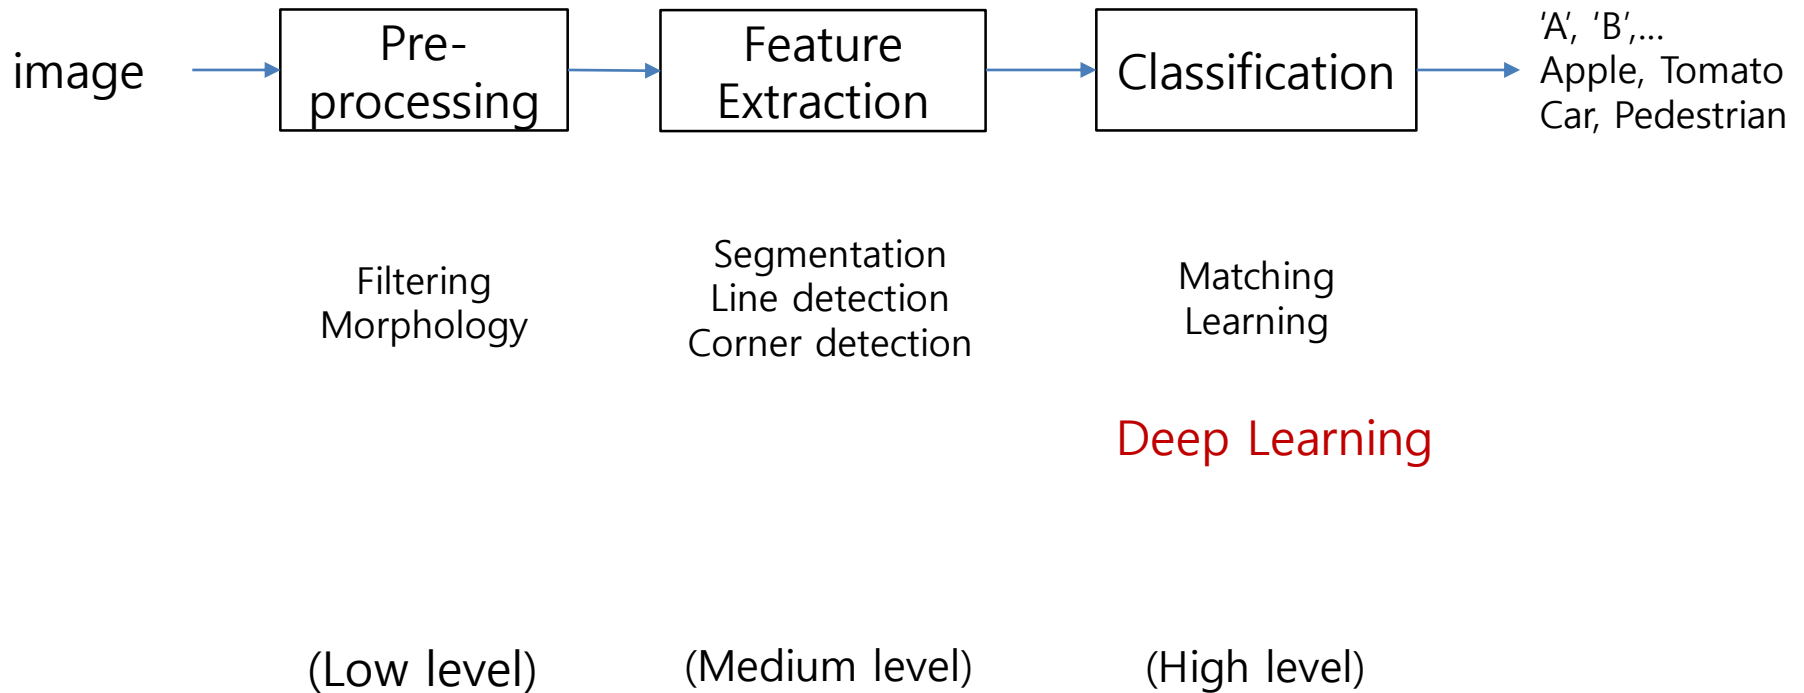 image
Pre-
processing
Feature
Extraction
Classification
‘A’, ‘B’,...
Apple, Tomato
Car, Pedestrian
Filtering
Morphology
Segmentation
Line detection
Corner detection
Matching
Learning
Deep Learning
(Low level)
(Medium level)
(High level)